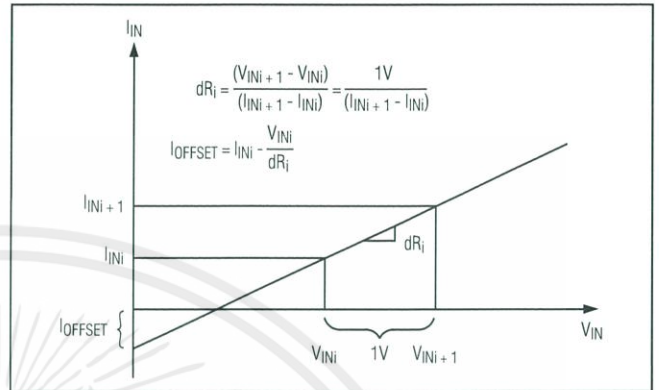 I_IN
dR_i = (V_INi + 1 - V_INi) / (I_INi + 1 - I_INi) = 1V / (I_INi + 1 - I_INi)
I_OFFSET = I_INi - V_INi / dR_i
I_INi + 1
dR_i
I_INi
I_OFFSET {
V_IN
V_INi 1V V_INi + 1